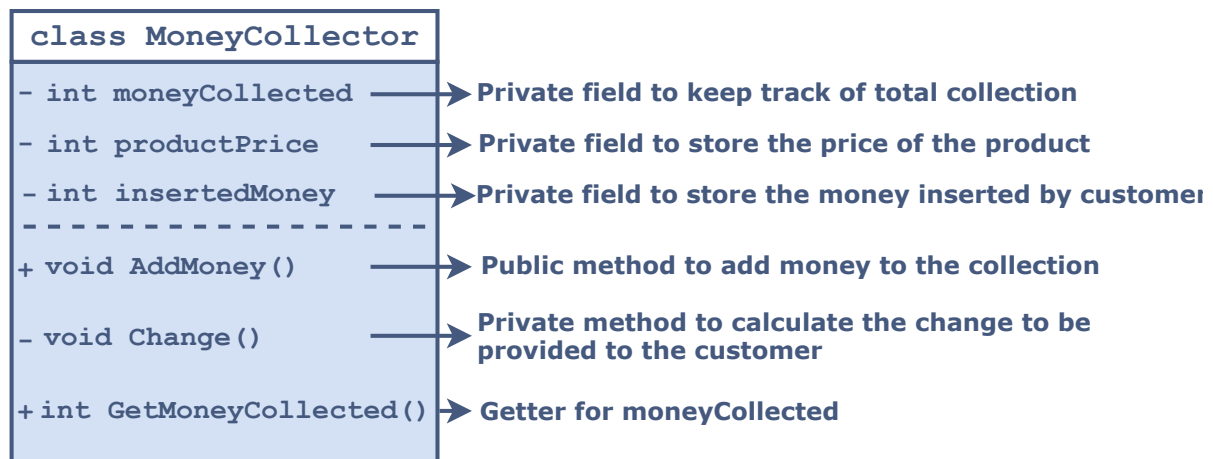 class MoneyCollector
- int moneyCollected Private field to keep track of total collection
- int productPrice Private field to store the price of the product
- int insertedMoney Private field to store the money inserted by customer
+ void AddMoney() Public method to add money to the collection
- void Change() Private method to calculate the change to be
provided to the customer
+ int GetMoneyCollected() Getter for moneyCollected